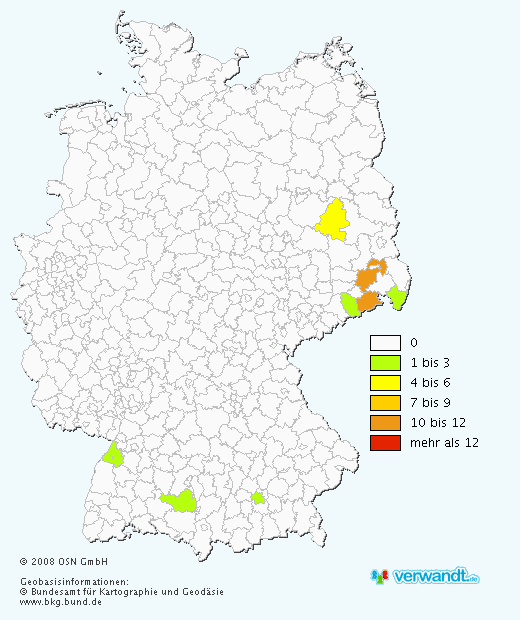 0
1 bis 3
4 bis 6
7 bis 9
10 bis 12
mehr als 12
© 2008 OSN GmbH
Geobasisinformationen:
© Bundesamt für Kartographie und Geodäsie
www.bkg.bund.de
verwandt.de